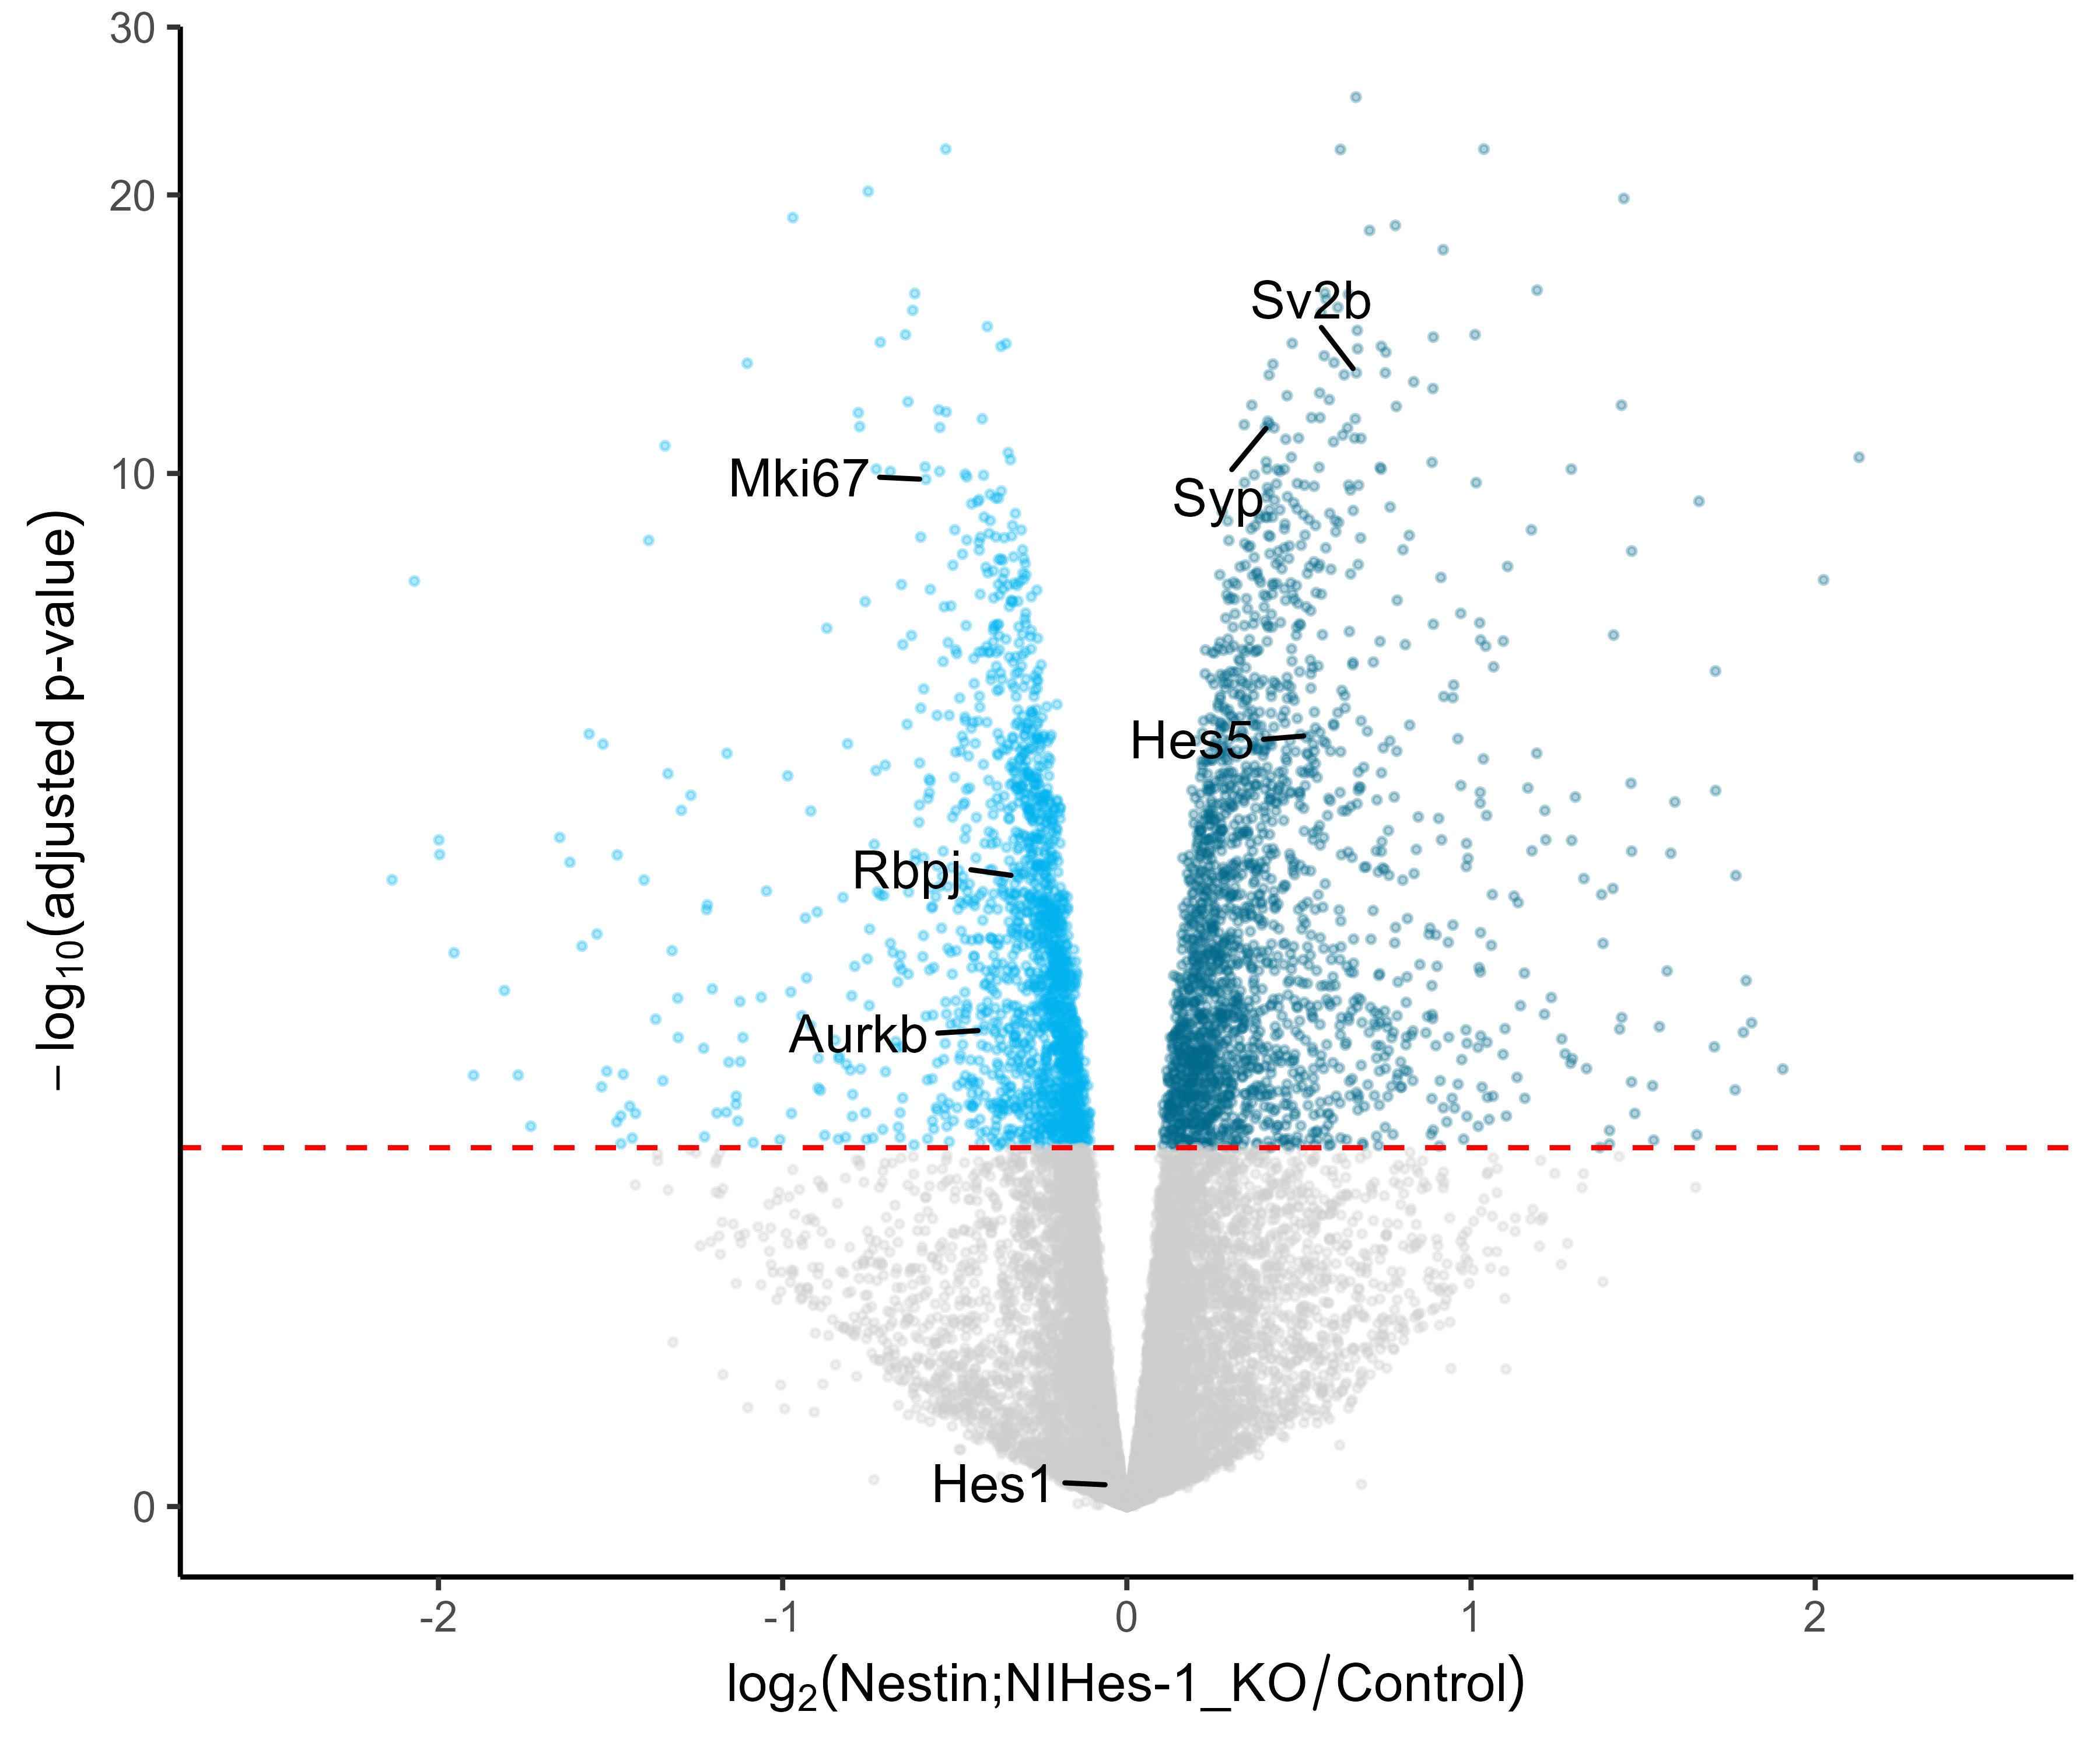 30
20
10
0
− log10(adjusted p-value)
Sv2b
Mki67
Syp
Hes5
Rbpj
Aurkb
Hes1
-2 -1 0 1 2
log2(Nestin;NIHes-1_KO/Control)